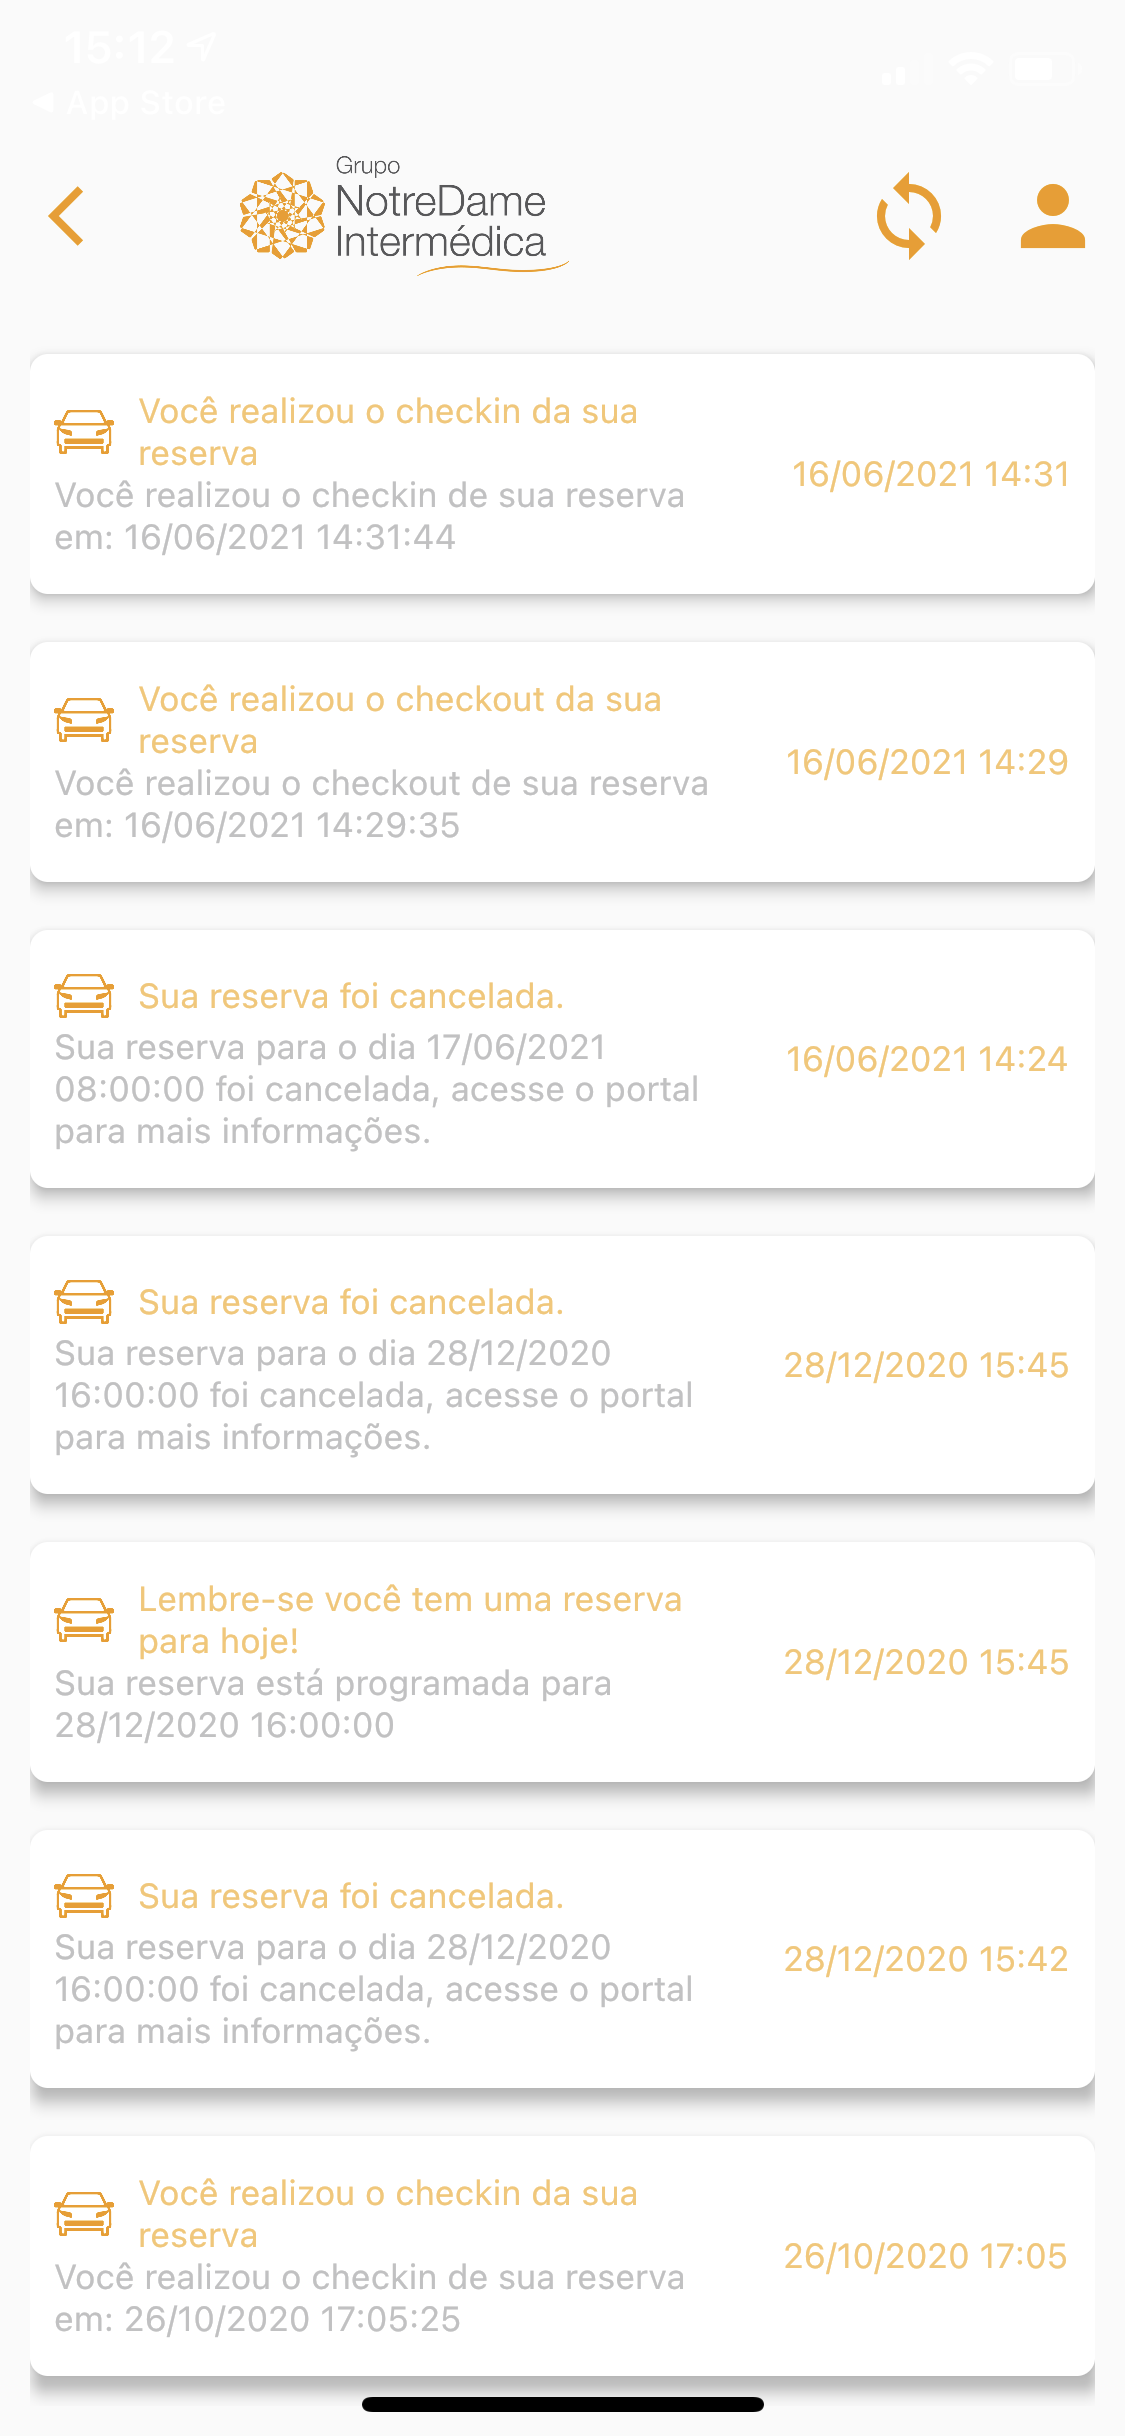 15:12
App Store
Grupo
NotreDame
Intermédica
Você realizou o checkin da sua
reserva
Você realizou o checkin de sua reserva
em: 16/06/2021 14:31:44
16/06/2021 14:31
Você realizou o checkout da sua
reserva
Você realizou o checkout de sua reserva
em: 16/06/2021 14:29:35
16/06/2021 14:29
Sua reserva foi cancelada.
Sua reserva para o dia 17/06/2021
08:00:00 foi cancelada, acesse o portal
para mais informações.
16/06/2021 14:24
Sua reserva foi cancelada.
Sua reserva para o dia 28/12/2020
16:00:00 foi cancelada, acesse o portal
para mais informações.
28/12/2020 15:45
Lembre-se você tem uma reserva
para hoje!
Sua reserva está programada para
28/12/2020 16:00:00
28/12/2020 15:45
Sua reserva foi cancelada.
Sua reserva para o dia 28/12/2020
16:00:00 foi cancelada, acesse o portal
para mais informações.
28/12/2020 15:42
Você realizou o checkin da sua
reserva
Você realizou o checkin de sua reserva
em: 26/10/2020 17:05:25
26/10/2020 17:05